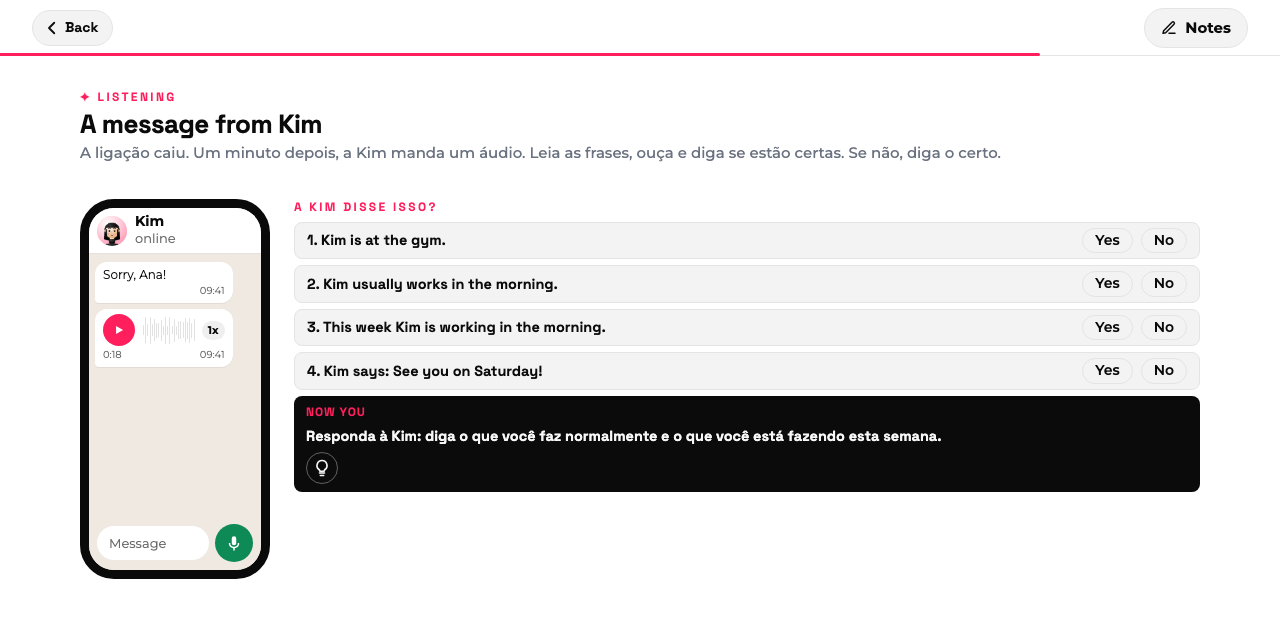 Back
Notes
LISTENING
A message from Kim
A ligação caiu. Um minuto depois, a Kim manda um áudio. Leia as frases, ouça e diga se estão certas. Se não, diga o certo.
Kim
online
Sorry, Ana!
09:41
1x
0:18
09:41
Message
A KIM DISSE ISSO?
1. Kim is at the gym.
Yes
No
2. Kim usually works in the morning.
Yes
No
3. This week Kim is working in the morning.
Yes
No
4. Kim says: See you on Saturday!
Yes
No
NOW YOU
Responda à Kim: diga o que você faz normalmente e o que você está fazendo esta semana.